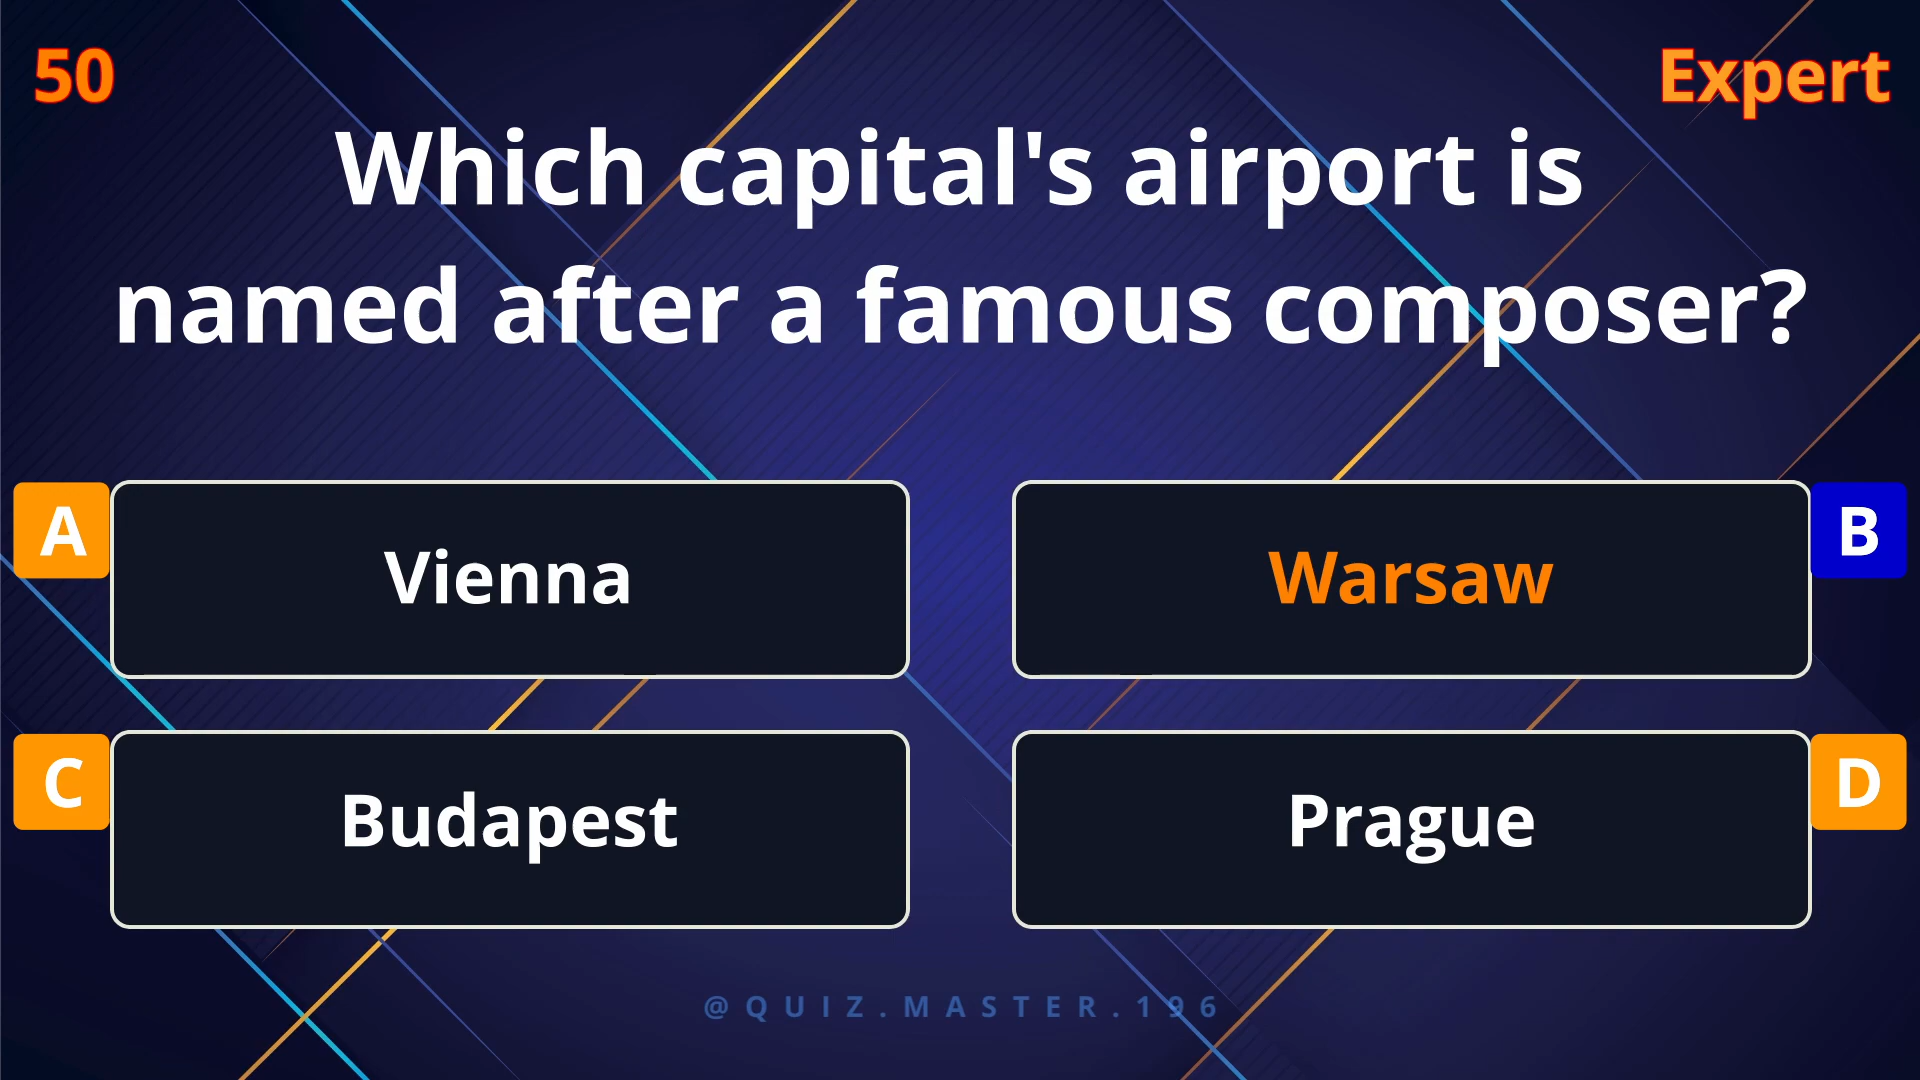 50
Expert
Which capital's airport is
named after a famous composer?
A
Vienna
Warsaw
B
C
Budapest
Prague
D
@QUIZ.MASTER.196